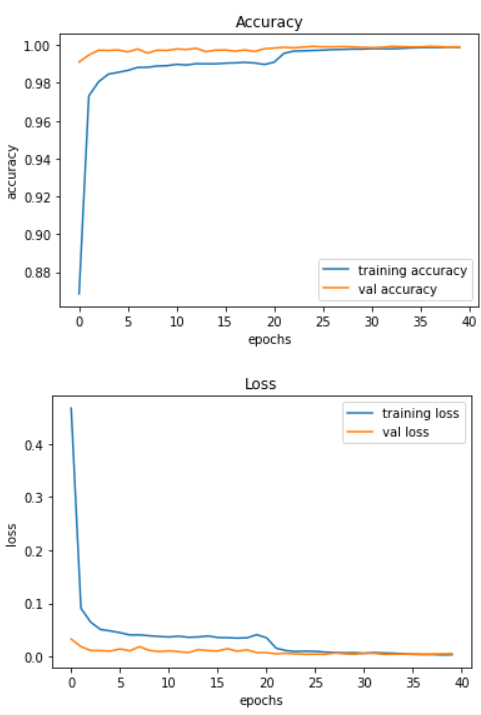 Accuracy
1.00
0.98
0.96
0.94
0.92
0.90
0.88
accuracy
training accuracy
val accuracy
0 5 10 15 20 25 30 35 40
epochs
Loss
training loss
val loss
0.4
0.3
0.2
0.1
0.0
loss
0 5 10 15 20 25 30 35 40
epochs